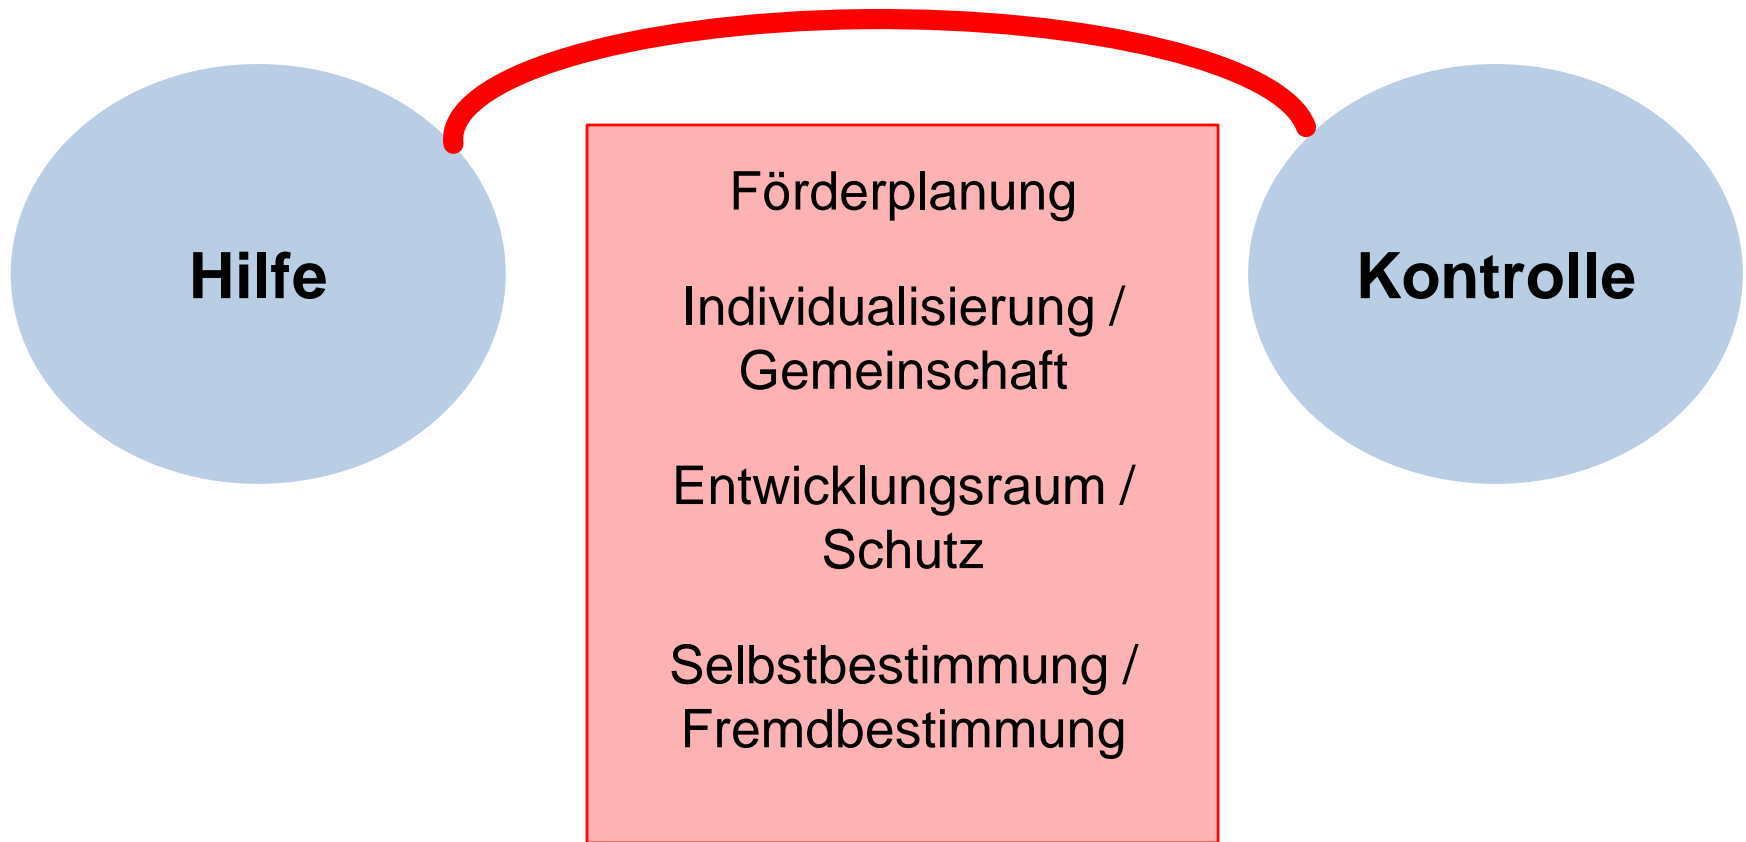 Hilfe
Förderplanung
Individualisierung /
Gemeinschaft
Entwicklungsraum /
Schutz
Selbstbestimmung /
Fremdbestimmung
Kontrolle